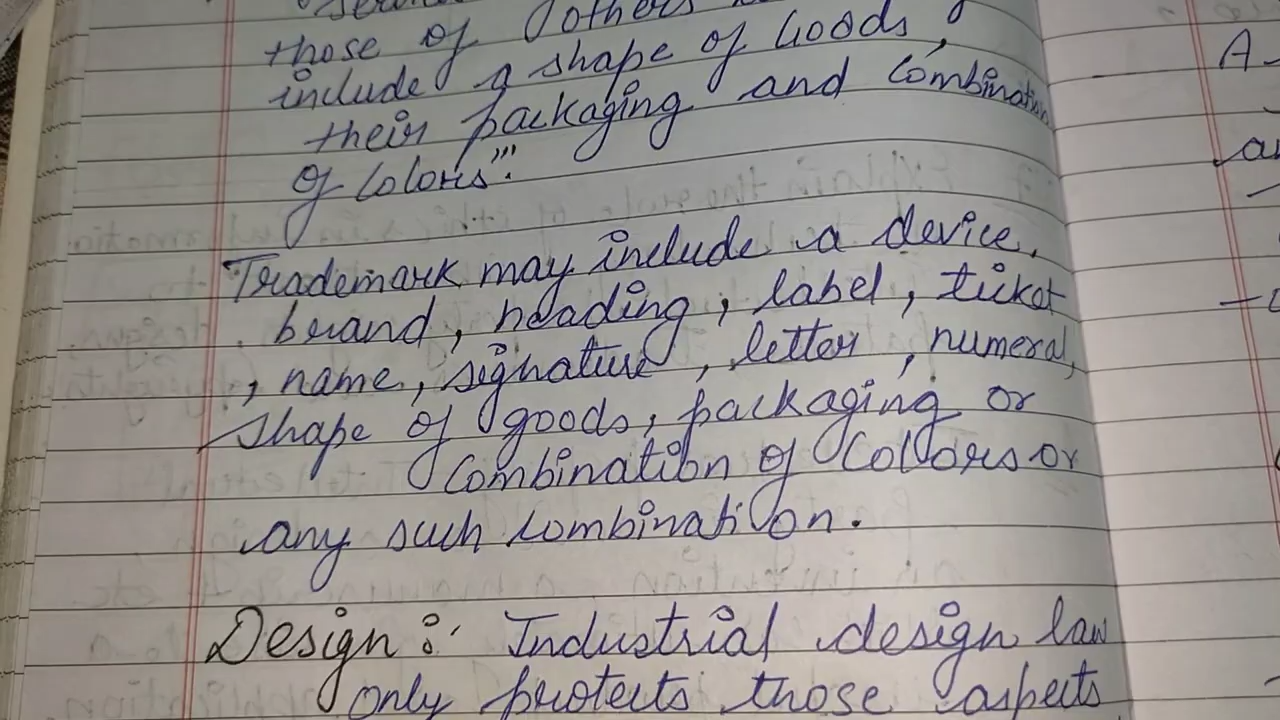 those of others
include a shape of Goods,
their packaging and Combination
of Colors".
Trademark may include a device,
brand, heading, label, ticket
, name, signature, letter, numeral,
shape of goods, packaging or
Combination of Colors or
any such combination.
Design: Industrial design law
only protects those aspects